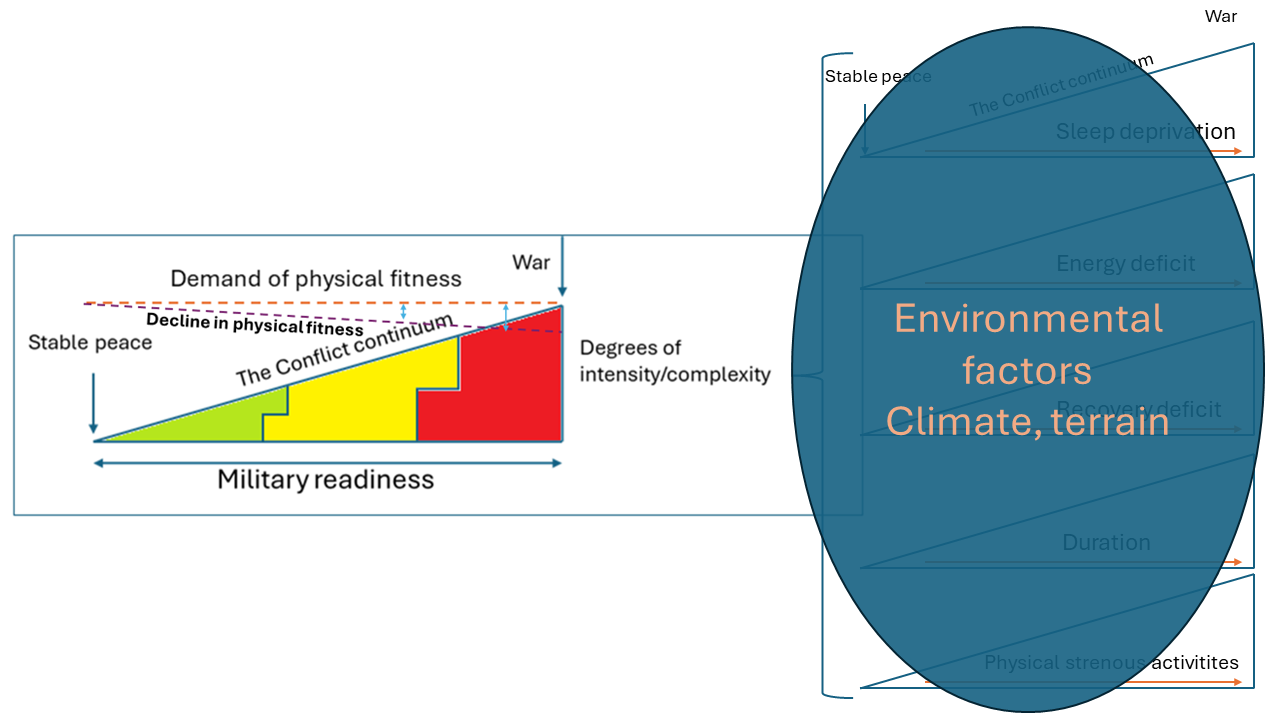 Demand of physical fitness
War
Decline in physical fitness
Stable peace
The Conflict continuum
Degrees of
intensity/complexity
Military readiness
War
Stable peace
The Conflict continuum
Sleep deprivation
Energy deficit
Environmental
factors
Climate, terrain
Recovery deficit
Duration
Physical strenous activitites